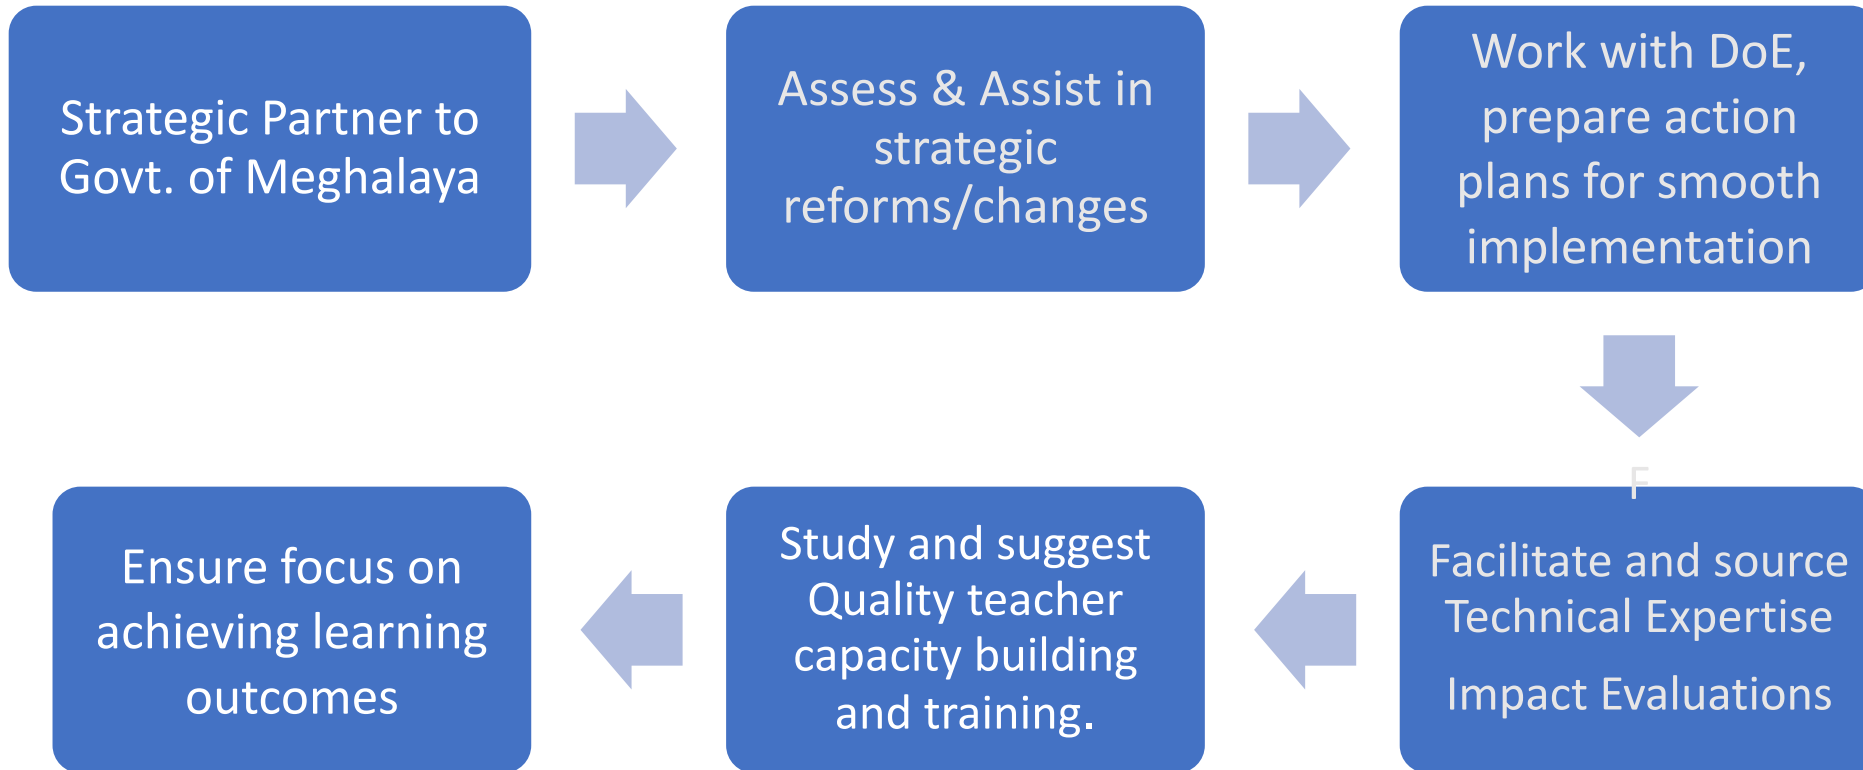 Strategic Partner to
Govt. of Meghalaya
Assess & Assist in
strategic
reforms/changes
Work with DoE,
prepare action
plans for smooth
implementation
F
Facilitate and source
Technical Expertise
Impact Evaluations
Study and suggest
Quality teacher
capacity building
and training.
Ensure focus on
achieving learning
outcomes